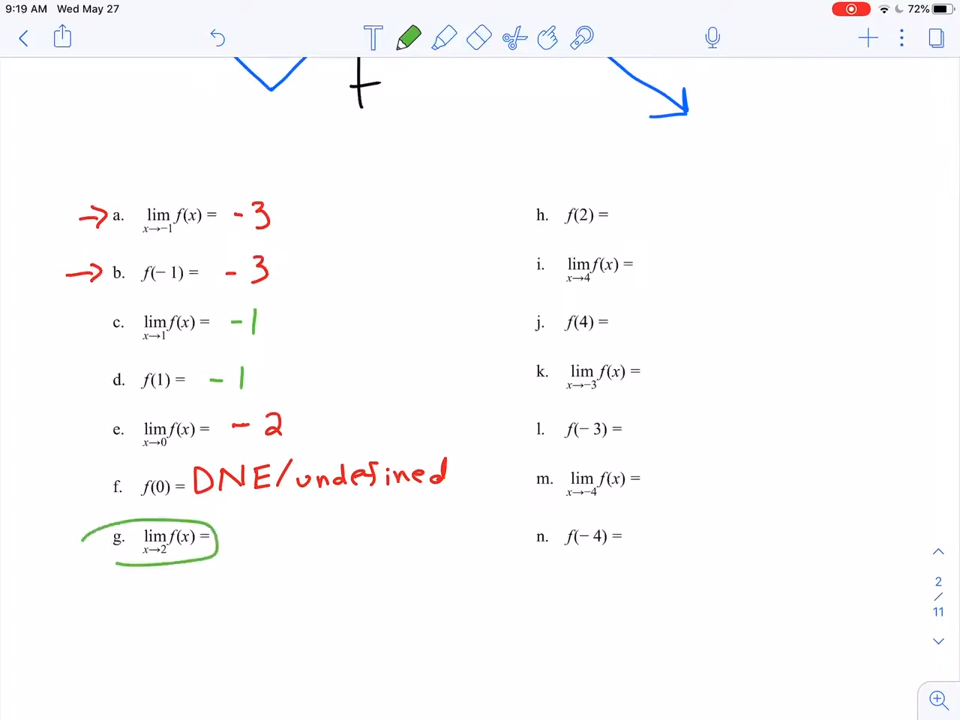 9:19 AM Wed May 27
72%
T
a. lim f(x) = -3
x→−1
b. f(− 1) = -3
c. lim f(x) = -1
x→1
d. f(1) = -1
e. lim f(x) = -2
x→0
f. f(0) = DNE/undefined
g. lim f(x) =
x→2
h. f(2) =
i. lim f(x) =
x→4
j. f(4) =
k. lim f(x) =
x→−3
l. f(− 3) =
m. lim f(x) =
x→−4
n. f(− 4) =
2
/
11